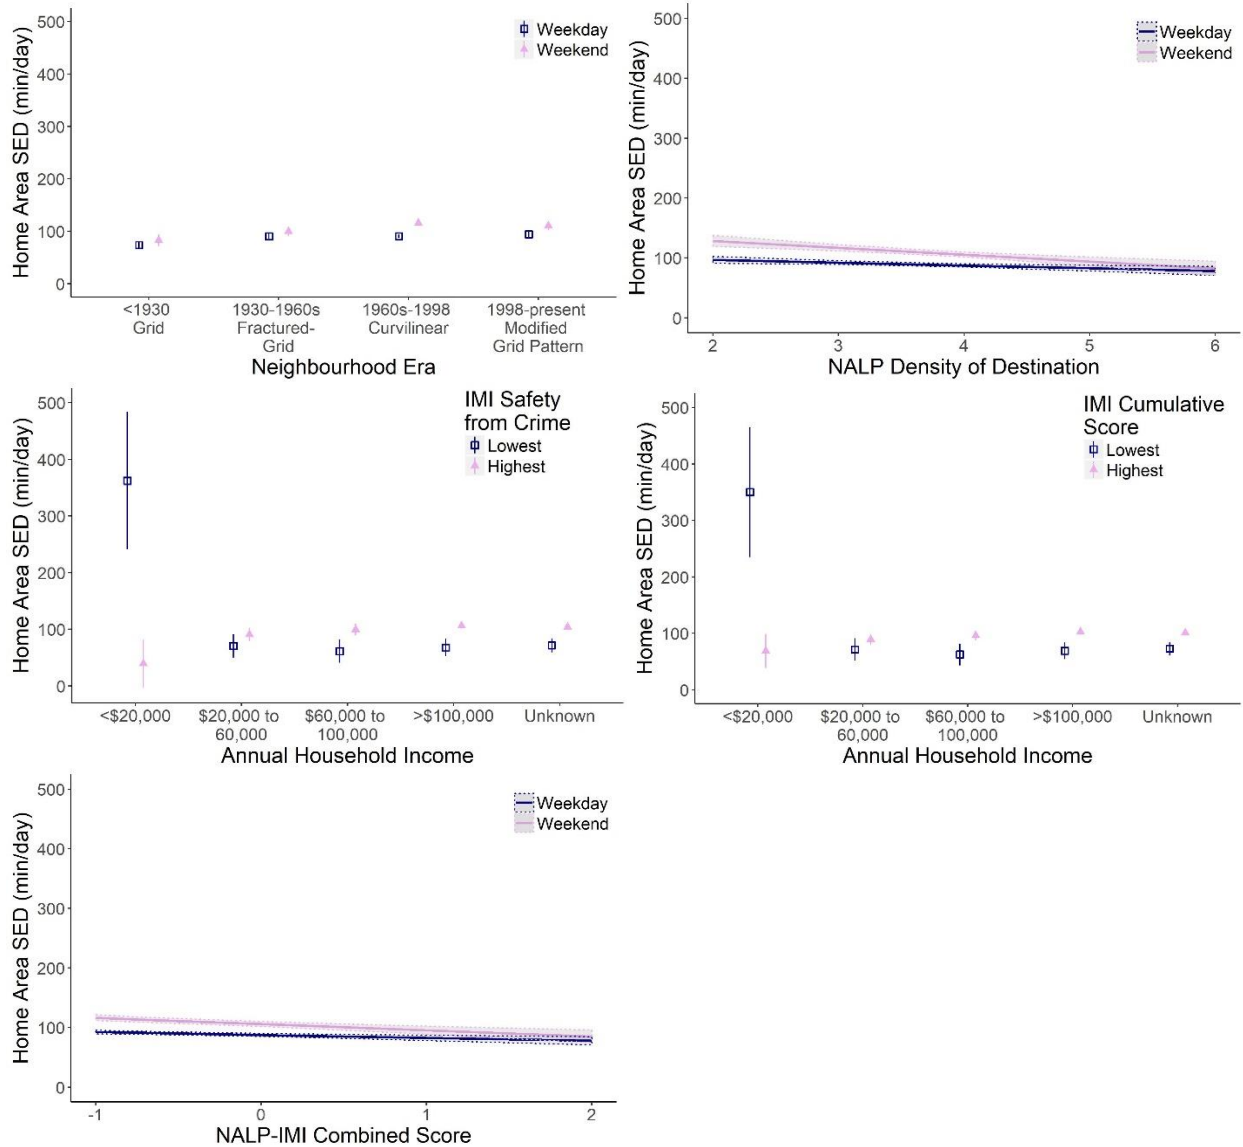 Home Area SED (min/day)
500
400
300
200
100
0
Weekday
Weekend
<1930
Grid
1930-1960s
Fractured-
Grid
1960s-1998
Curvilinear
1998-present
Modified
Grid Pattern
Neighbourhood Era
Home Area SED (min/day)
500
400
300
200
100
0
Weekday
Weekend
2
3
4
5
6
NALP Density of Destination
Home Area SED (min/day)
500
400
300
200
100
0
IMI Safety
from Crime
Lowest
Highest
<$20,000
$20,000 to
60,000
$60,000 to
100,000
>$100,000
Unknown
Annual Household Income
Home Area SED (min/day)
500
400
300
200
100
0
IMI Cumulative
Score
Lowest
Highest
<$20,000
$20,000 to
60,000
$60,000 to
100,000
>$100,000
Unknown
Annual Household Income
Home Area SED (min/day)
500
400
300
200
100
0
Weekday
Weekend
-1
0
1
2
NALP-IMI Combined Score